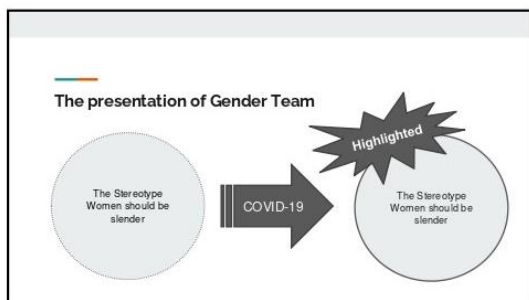 The presentation of Gender Team
The Stereotype
Women should be
slender
COVID-19
Highlighted
The Stereotype
Women should be
slender